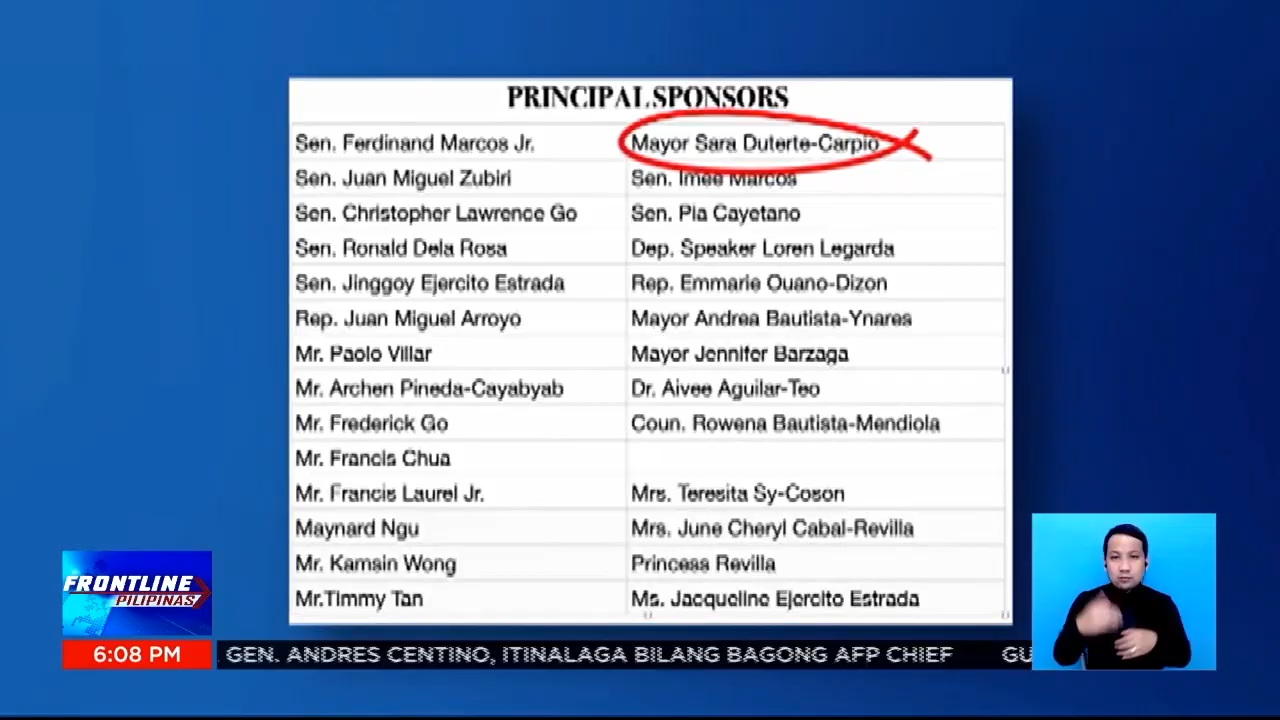 PRINCIPAL SPONSORS
Sen. Ferdinand Marcos Jr. Mayor Sara Duterte-Carpio
Sen. Juan Miguel Zubiri Sen. Imee Marcos
Sen. Christopher Lawrence Go Sen. Pia Cayetano
Sen. Ronald Dela Rosa Dep. Speaker Loren Legarda
Sen. Jinggoy Ejercito Estrada Rep. Emmarie Ouano-Dizon
Rep. Juan Miguel Arroyo Mayor Andrea Bautista-Ynares
Mr. Paolo Villar Mayor Jennifer Barzaga
Mr. Archen Pineda-Cayabyab Dr. Aivee Aguilar-Teo
Mr. Frederick Go Coun. Rowena Bautista-Mendiola
Mr. Francis Chua
Mr. Francis Laurel Jr. Mrs. Teresita Sy-Coson
Maynard Ngu Mrs. June Cheryl Cabal-Revilla
Mr. Kamsin Wong Princess Revilla
Mr.Timmy Tan Ms. Jacqueline Ejercito Estrada
FRONTLINE
PILIPINAS
6:08 PM GEN. ANDRES CENTINO, ITINALAGA BILANG BAGONG AFP CHIEF GU